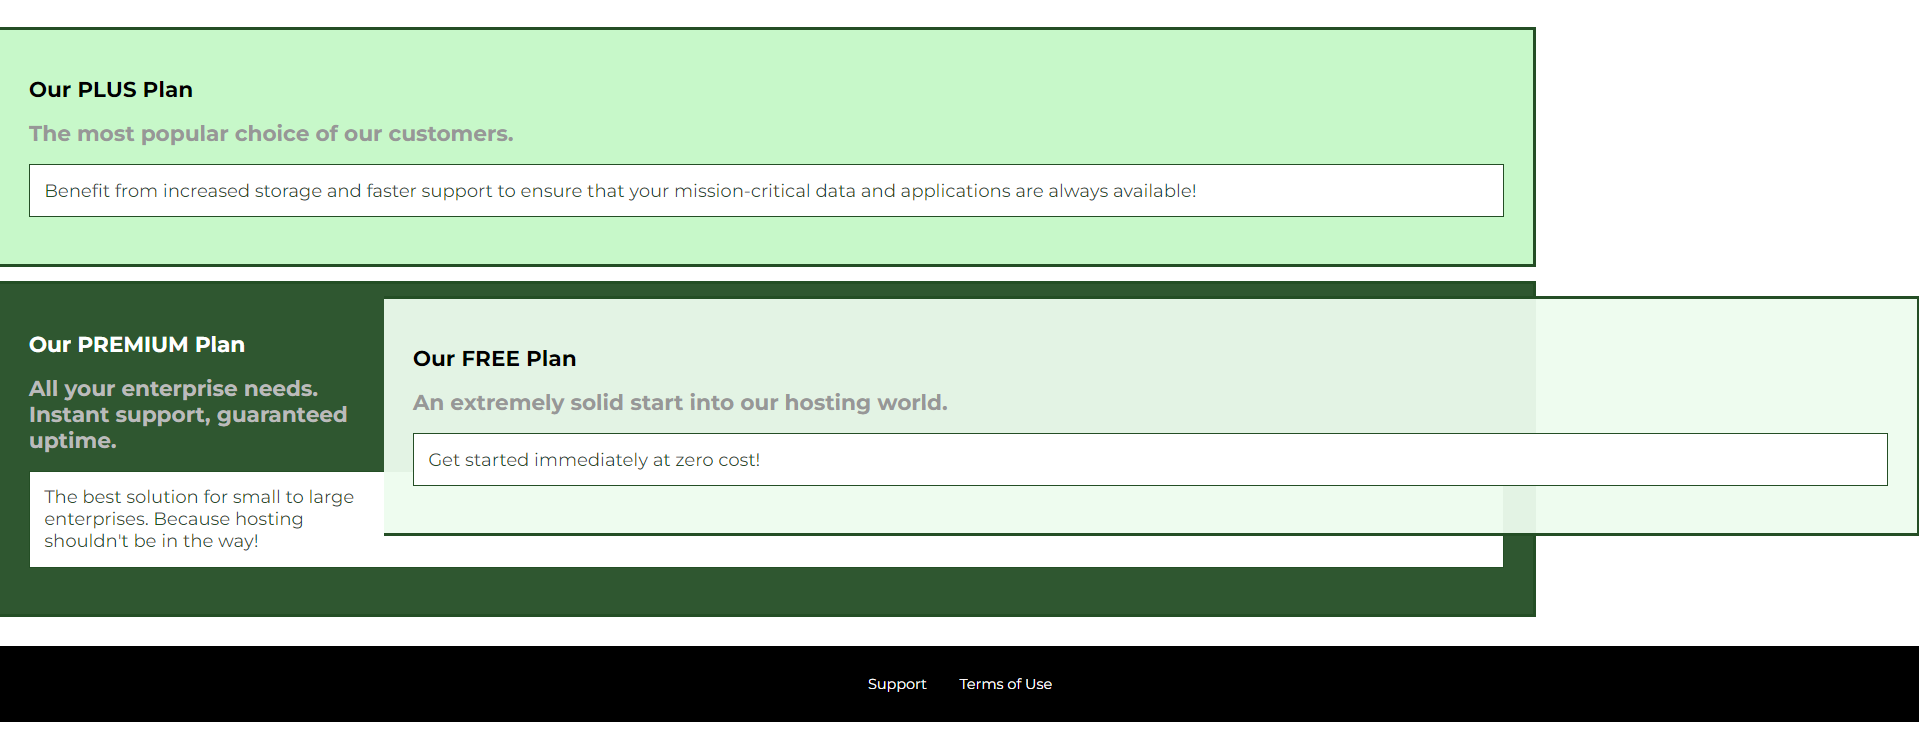 Our PLUS Plan
The most popular choice of our customers.
Benefit from increased storage and faster support to ensure that your mission-critical data and applications are always available!
Our PREMIUM Plan
All your enterprise needs.
Instant support, guaranteed
uptime.
The best solution for small to large
enterprises. Because hosting
shouldn't be in the way!
Our FREE Plan
An extremely solid start into our hosting world.
Get started immediately at zero cost!
Support
Terms of Use